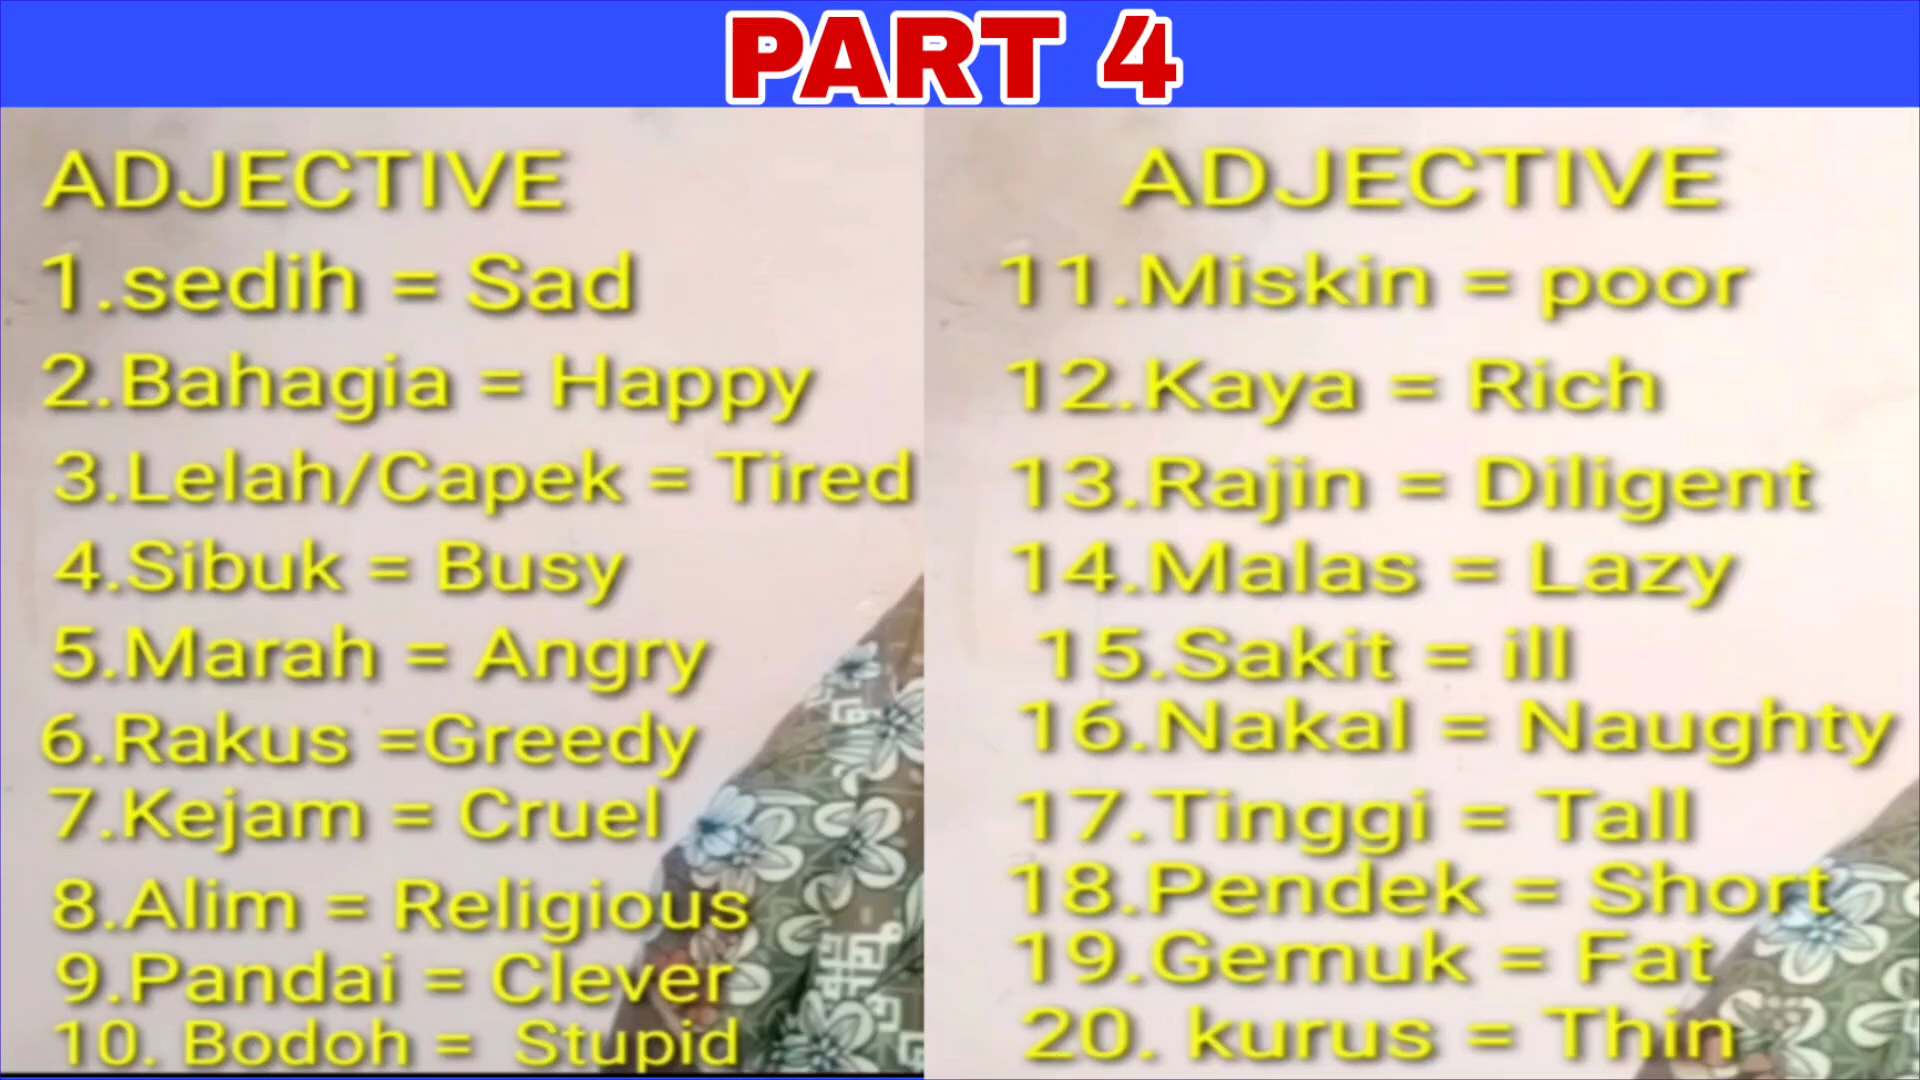 PART 4
ADJECTIVE
1.sedih = Sad
2.Bahagia = Happy
3.Lelah/Capek = Tired
4.Sibuk = Busy
5.Marah = Angry
6.Rakus =Greedy
7.Kejam = Cruel
8.Alim = Religious
9.Pandai = Clever
10. Bodoh = Stupid
ADJECTIVE
11.Miskin = poor
12.Kaya = Rich
13.Rajin = Diligent
14.Malas = Lazy
15.Sakit = ill
16.Nakal = Naughty
17.Tinggi = Tall
18.Pendek = Short
19.Gemuk = Fat
20. kurus = Thin